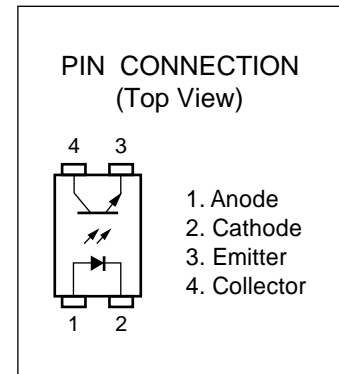 PIN CONNECTION
(Top View)
4 3
1 2
1. Anode
2. Cathode
3. Emitter
4. Collector